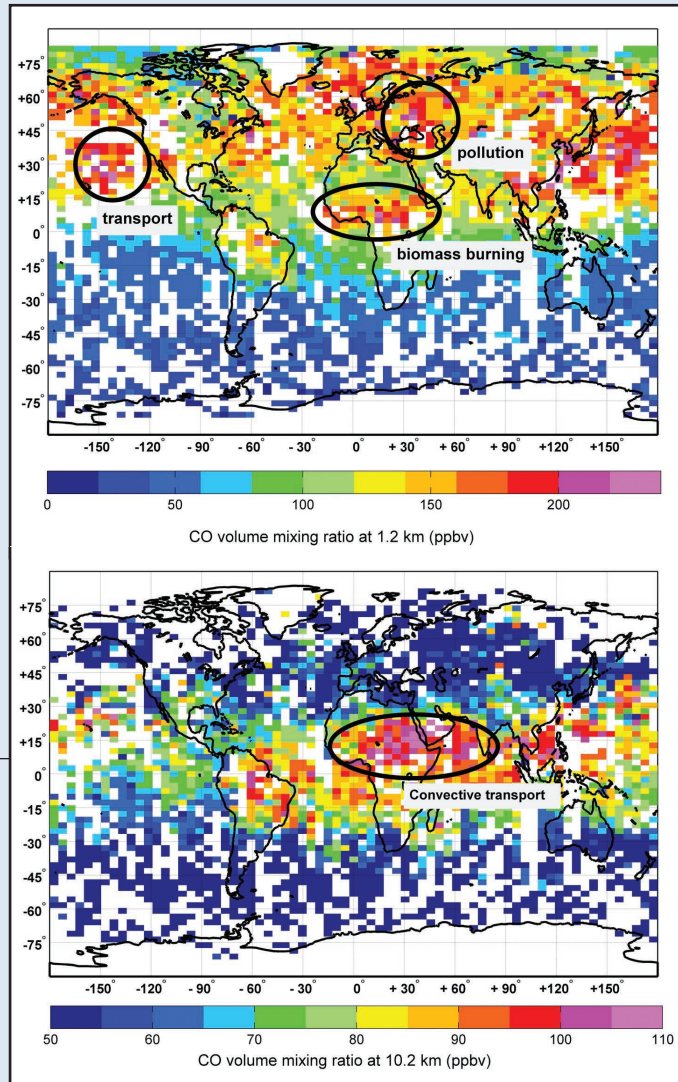 +75°
+60°
+45°
+30°
+15°
0°
-15°
-30°
-45°
-60°
-75°
pollution
transport
biomass burning
-150° -120° -90° -60° -30° 0 +30° +60° +90° +120° +150°
0 50 100 150 200
CO volume mixing ratio at 1.2 km (ppbv)
+75°
+60°
+45°
+30°
+15°
0°
-15°
-30°
-45°
-60°
-75°
Convective transport
-150° -120° -90° -60° -30° 0° +30° +60° +90° +120° +150°
50 60 70 80 90 100 110
CO volume mixing ratio at 10.2 km (ppbv)